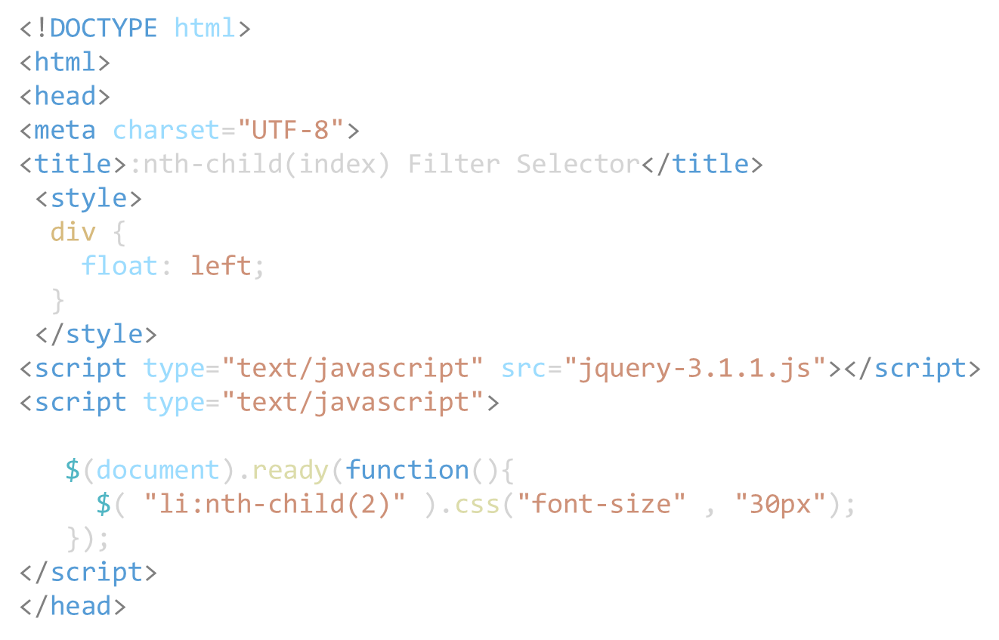 <!DOCTYPE html>
<html>
<head>
<meta charset="UTF-8">
<title>:nth-child(index) Filter Selector</title>
 <style>
  div {
    float: left;
  }
 </style>
<script type="text/javascript" src="jquery-3.1.1.js"></script>
<script type="text/javascript">

   $(document).ready(function(){
     $( "li:nth-child(2)" ).css("font-size" , "30px");
   });
</script>
</head>